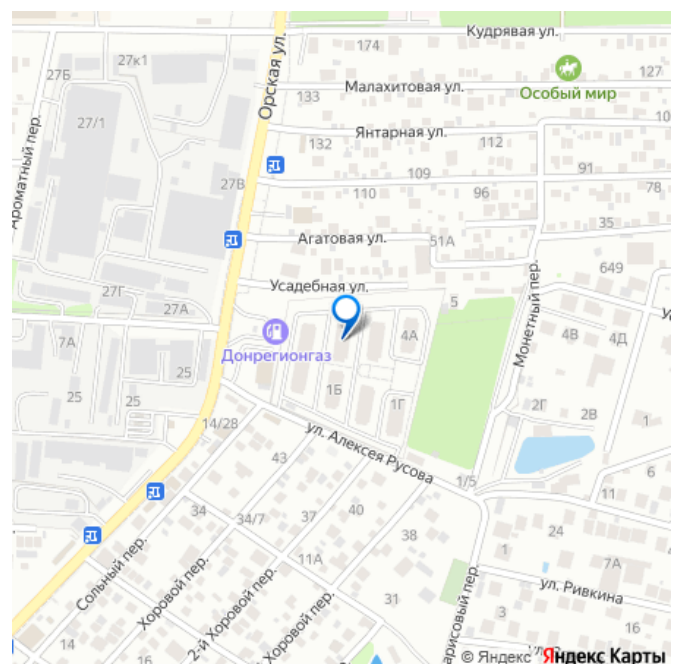 Кудрявая ул.
27к1
174
27Б
Орская ул.
127
Малахитовая ул.
Особый мир
133
27/1
Янтарная ул.
10
132
112
Ароматный пер.
91
109
27В
110
96
78
35
Агатовая ул.
51А
649
Усадебная ул.
27Г
5
27А
Монетный пер.
4А
4В
4Д
7А
Донрегионгаз
25
25
1Б
25
1Г
2Г
2В
1
14/28
ул. Алексея Русова
43
6
1/5
11
34
34/7
37
40
24
38
1
11А
7А
Сольный пер.
Хоровой пер.
2-й Хоровой пер.
Хоровой пер.
31
3
ул. Ривкина
14
16
© Яндекс Яндекс Карты